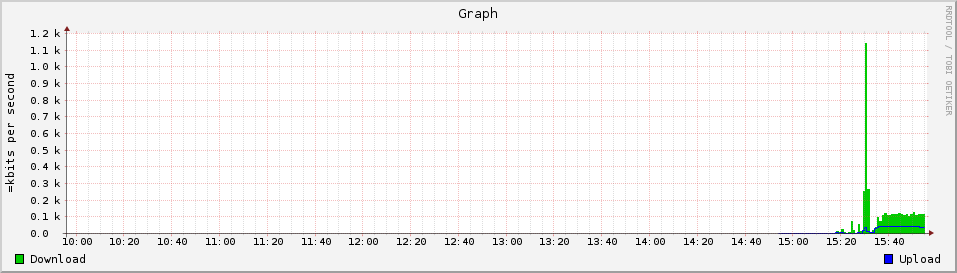 Graph
RRDTOOL / TOBI OETIKER
=kbits per second
1.2 k
1.1 k
1.0 k
0.9 k
0.8 k
0.7 k
0.6 k
0.5 k
0.4 k
0.3 k
0.2 k
0.1 k
0.0
10:00 10:20 10:40 11:00 11:20 11:40 12:00 12:20 12:40 13:00 13:20 13:40 14:00 14:20 14:40 15:00 15:20 15:40
Download Upload